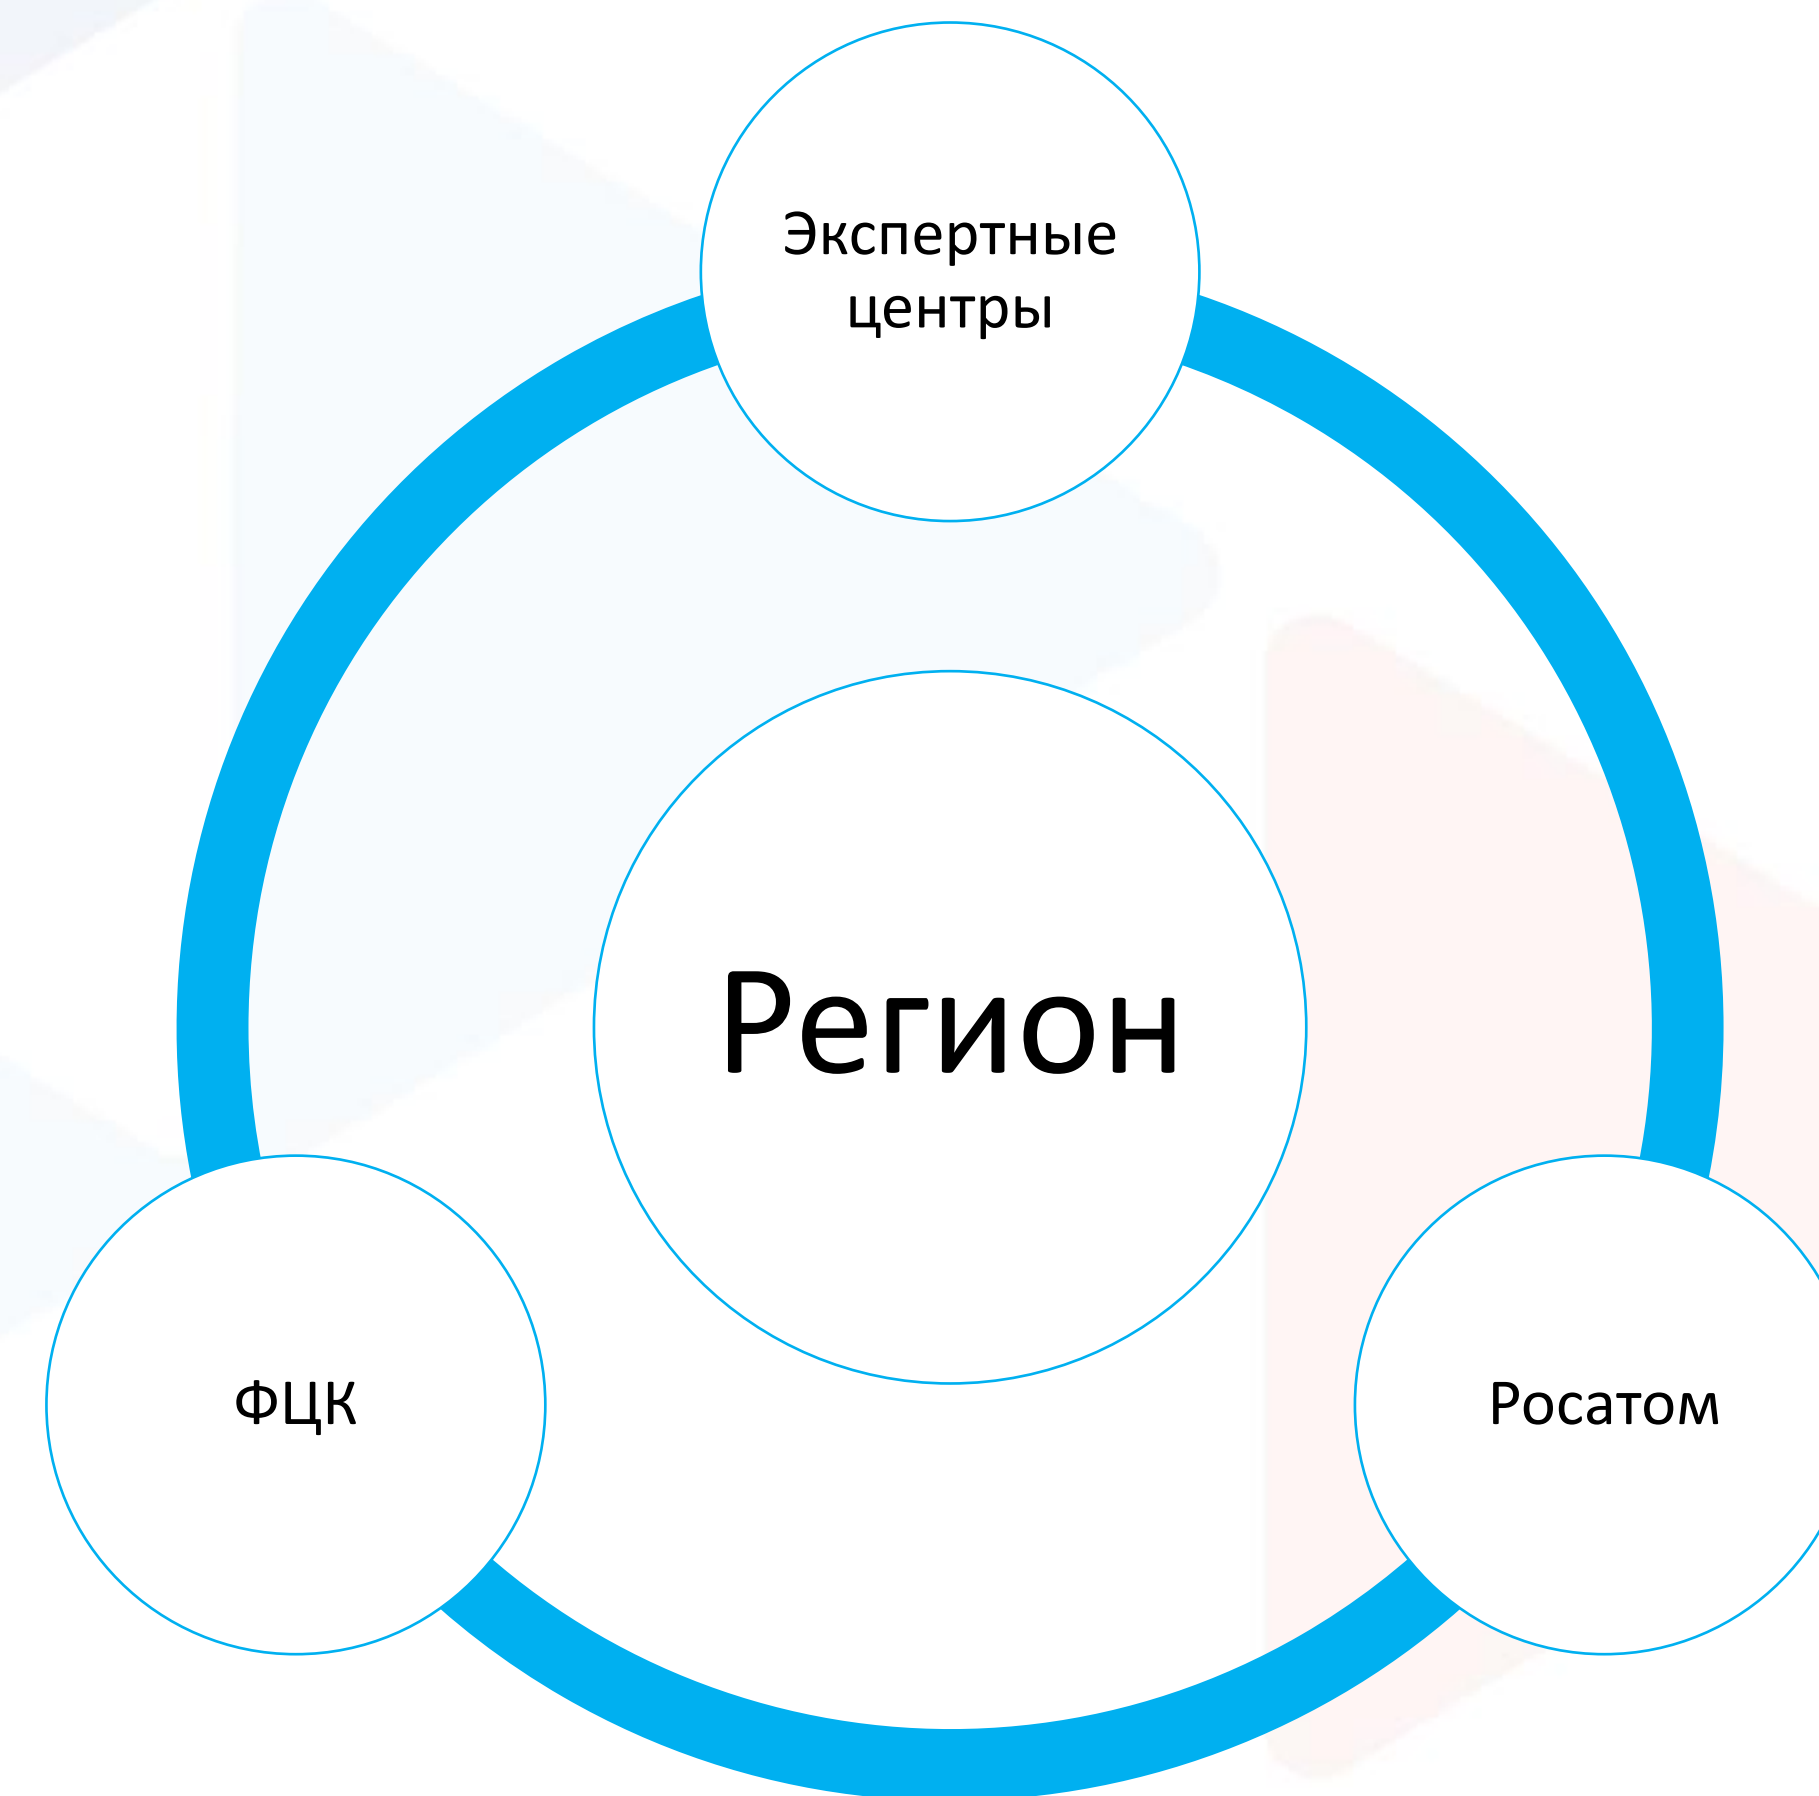 Экспертные
центры
Регион
ФЦК
Росатом